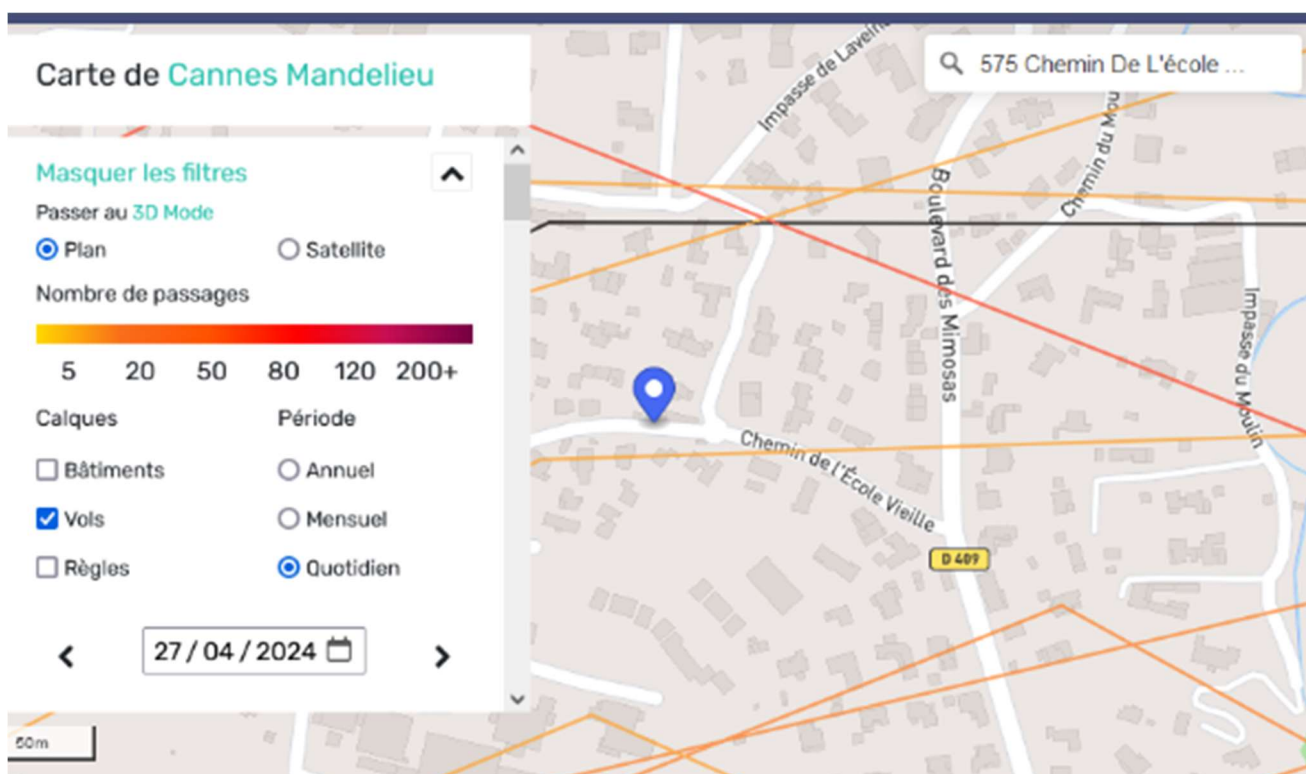 Carte de Cannes Mandelieu
575 Chemin De L'école ...
Masquer les filtres
Passer au 3D Mode
Plan
Satellite
Nombre de passages
5 20 50 80 120 200+
Calques
Période
Bâtiments
Annuel
Vols
Mensuel
Règles
Quotidien
27 / 04 / 2024
50m
Impasse de
Boulevard des Mimosas
Chemin du
Impasse du Moulin
Chemin de l'École Vieille
D 409